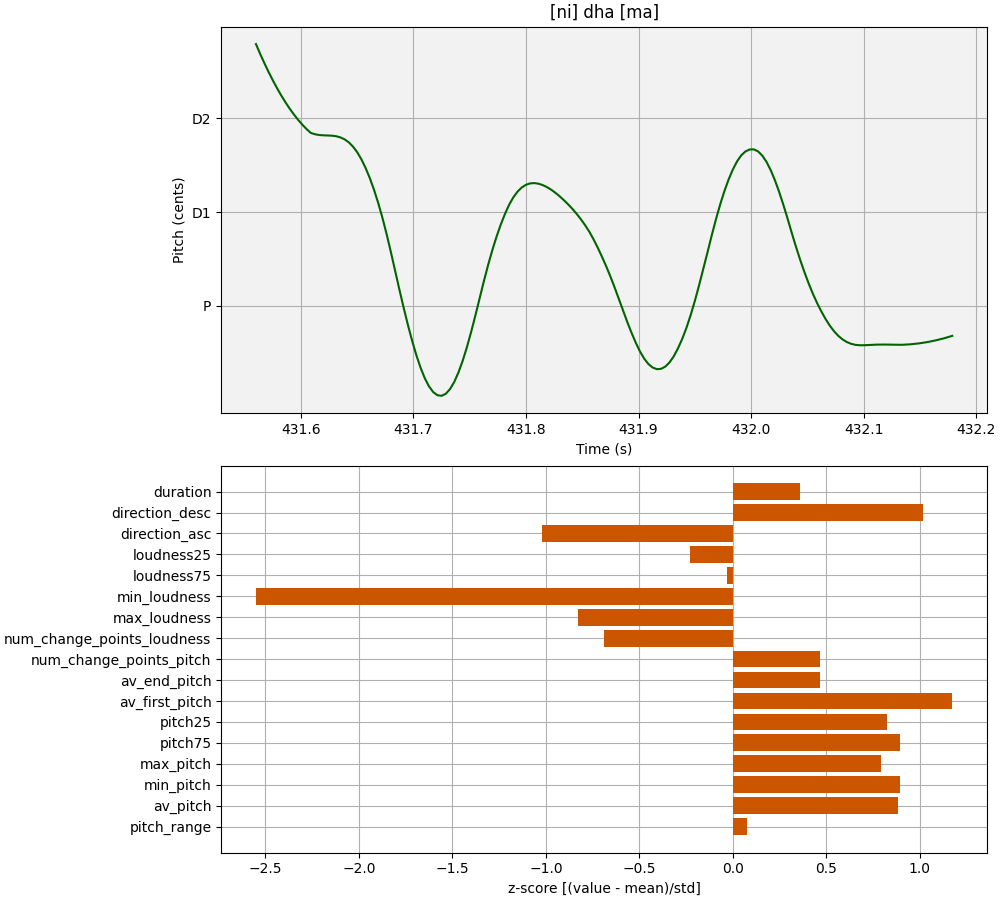 [ni] dha [ma]
D2
D1
P
Pitch (cents)
431.6 431.7 431.8 431.9 432.0 432.1 432.2
Time (s)
duration
direction_desc
direction_asc
loudness25
loudness75
min_loudness
max_loudness
num_change_points_loudness
num_change_points_pitch
av_end_pitch
av_first_pitch
pitch25
pitch75
max_pitch
min_pitch
av_pitch
pitch_range
−2.5 −2.0 −1.5 −1.0 −0.5 0.0 0.5 1.0
z-score [(value - mean)/std]